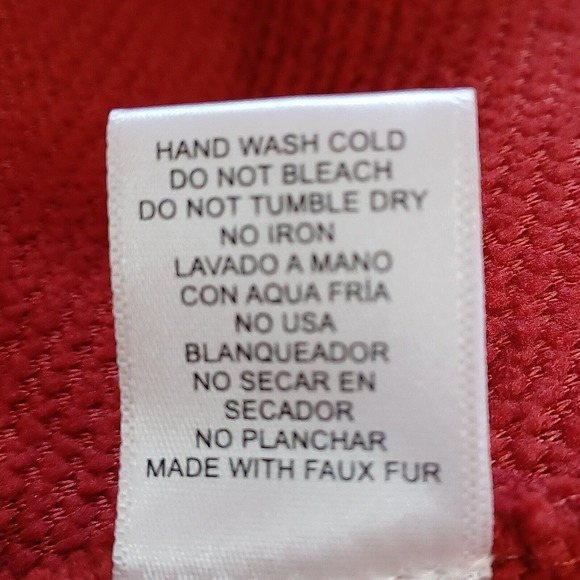 HAND WASH COLD
DO NOT BLEACH
DO NOT TUMBLE DRY
NO IRON
LAVADO A MANO
CON AQUA FRÍA
NO USA
BLANQUEADOR
NO SECAR EN
SECADOR
NO PLANCHAR
MADE WITH FAUX FUR